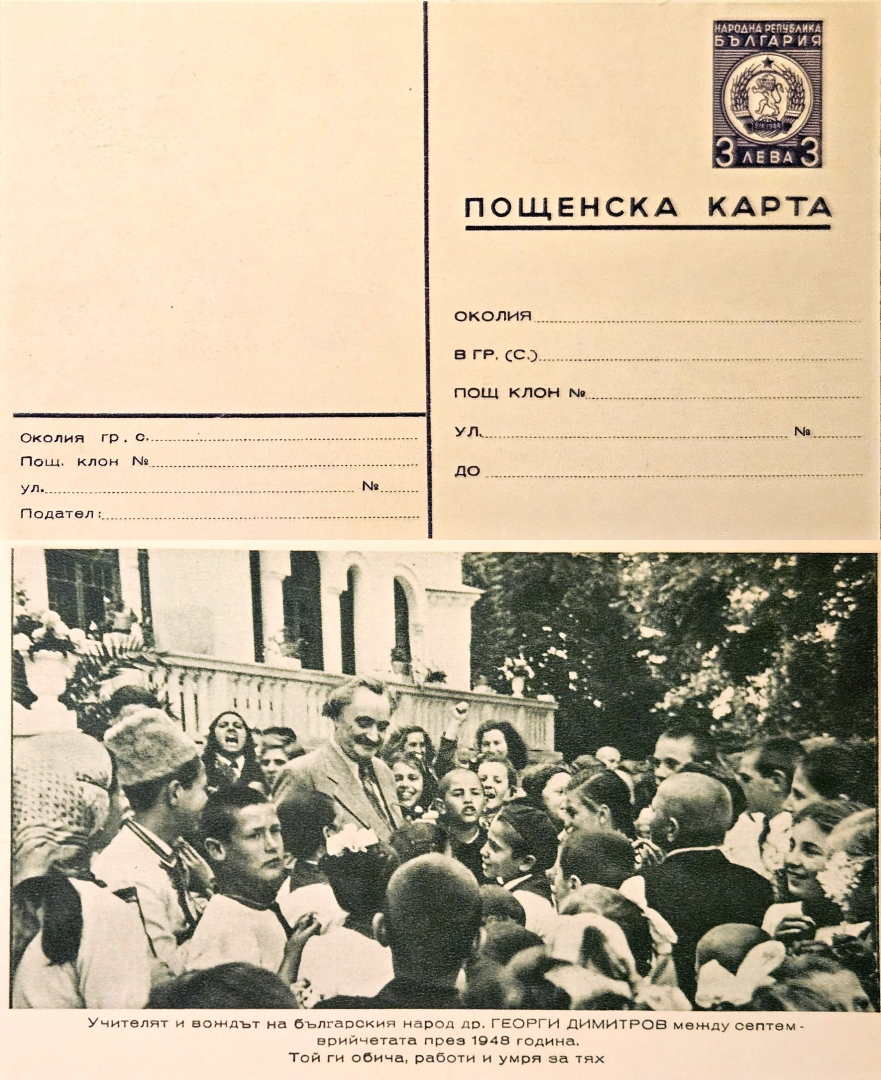 НАРОДНА РЕПУБЛИКА
БЪЛГАРИЯ
3 ЛЕВА 3
ПОЩЕНСКА КАРТА
ОКОЛИЯ
В ГР. (С.)
ПОЩ КЛОН №
УЛ. №
ДО
Околия гр. с.
Пощ. клон №
ул. №
Подател:
Учителят и вождът на българския народ др. ГЕОРГИ ДИМИТРОВ между септем-
врийчетата през 1948 година.
Той ги обича, работи и умря за тях